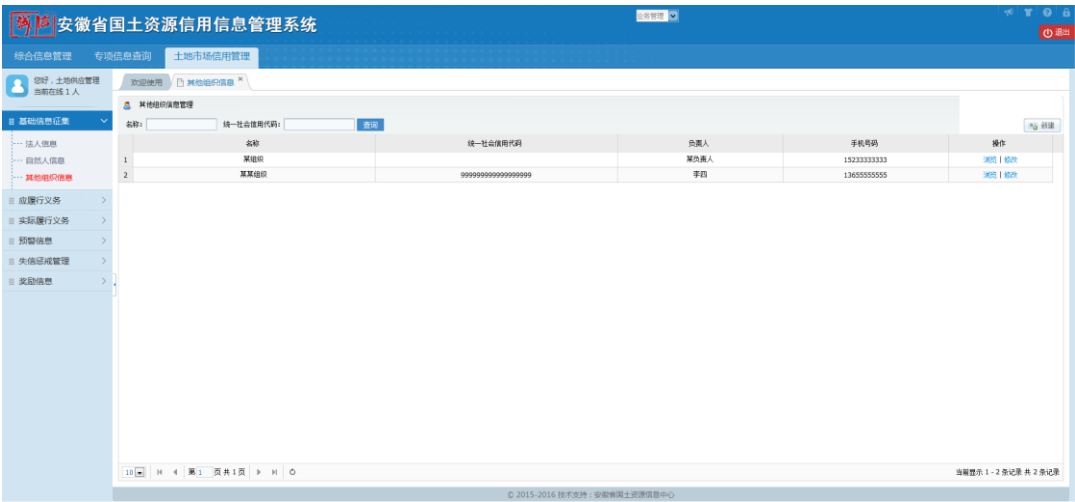 诚信 安徽省国土资源信用信息管理系统
业务管理
退出
综合信息管理 专项信息查询 土地市场信用管理
您好，土地供应管理
当前在线 1 人
欢迎使用 其他组织信息
其他组织信息管理
名称： 统一社会信用代码： 查询
新建
基础信息征集
法人信息
自然人信息
其他组织信息
应履行义务
实际履行义务
预警信息
失信惩戒管理
奖励信息
名称 统一社会信用代码 负责人 手机号码 操作
1 某组织 某负责人 15233333333 浏览 | 修改
2 某某组织 999999999999999999 李四 13655555555 浏览 | 修改
10 第 1 页 共 1 页
当前显示 1 - 2 条记录 共 2 条记录
© 2015-2016 技术支持：安徽省国土资源信息中心